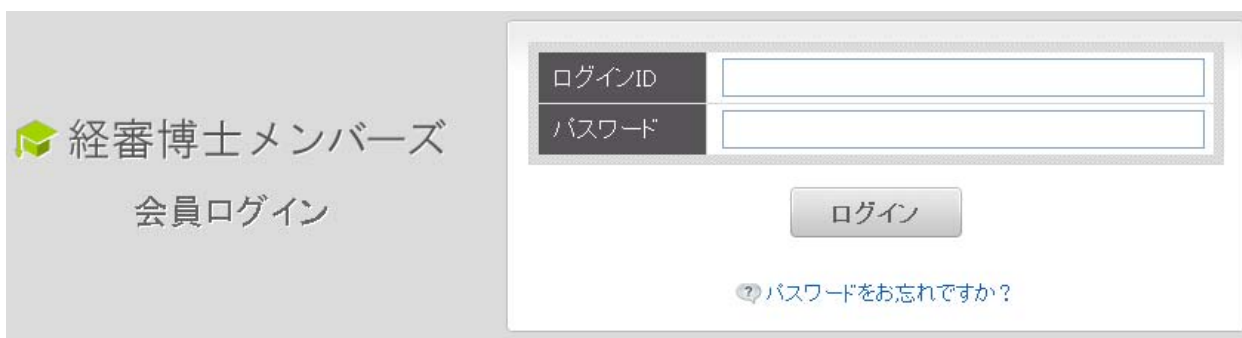 経審博士メンバーズ
会員ログイン
ログインID
パスワード
ログイン
パスワードをお忘れですか？